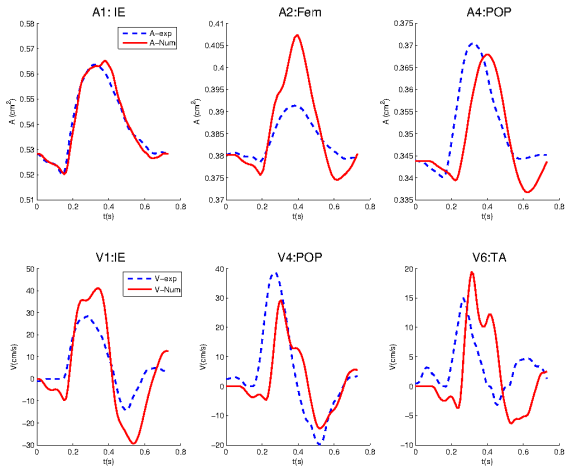 A1: IE
A2:Fem
A4:POP
A-exp
A-Num
A (cm²)
0.58
0.57
0.56
0.55
0.54
0.53
0.52
0.51
0 0.2 0.4 0.6 0.8
t(s)
A (cm²)
0.41
0.405
0.4
0.395
0.39
0.385
0.38
0.375
0.37
0 0.2 0.4 0.6 0.8
t(s)
A (cm²)
0.375
0.37
0.365
0.36
0.355
0.35
0.345
0.34
0.335
0 0.2 0.4 0.6 0.8
t(s)
V1:IE
V4:POP
V6:TA
V-exp
V-Num
V(cm/s)
50
40
30
20
10
0
-10
-20
-30
0 0.2 0.4 0.6 0.8
t(s)
V(cm/s)
40
30
20
10
0
-10
-20
0 0.2 0.4 0.6 0.8
t(s)
V(cm/s)
20
15
10
5
0
-5
-10
0 0.2 0.4 0.6 0.8
t(s)